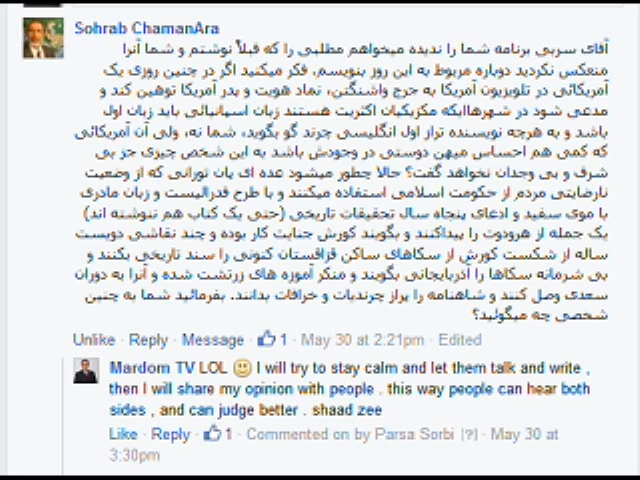 Sohrab ChamanAra
آقای سربی برنامه شما را ندیده میخواهم مطلبی را که قبلاً نوشتم و شما آنرا
منعکس نکردید دوباره مربوط به این روز بنویسم، فکر میکنید اگر در چنین روزی یک
آمریکائی در تلویزیون آمریکا به جرج واشنگتن، نماد هویت و پدر آمریکا توهین کند و
مدعی شود در شهرهاایکه مکزیکیان اکثریت هستند زبان اسپانیائی باید زبان اول
باشد و به هرچه نویسنده تراز اول انگلیسی چرند گو بگوید، شما نه، ولی آن آمریکائی
که کمی هم احساس میهن دوستی در وجودش باشد به این شخص چیزی جز بی
شرف و بی وجدان نخواهد گفت؟ حالا چطور میشود عده ای پان تورانی که از وضعیت
نارضایتی مردم از حکومت اسلامی استفاده میکنند و با طرح فدرالیست و زبان مادری
با موی سفید و ادعای پنجاه سال تحقیقات تاریخی (حتی یک کتاب هم ننوشته اند)
یک جمله از هرودوت را پیداکنند و بگویند کورش جنایت کار بوده و چند نقاشی دویست
ساله از شکست کورش از سکاهای ساکن قزاقستان کنونی را سند تاریخی بکنند و
بی شرمانه سکاها را آذربایجانی بگویند و منکر آموزه های زرتشت شده و آنرا به دوران
سعدی وصل کنند و شاهنامه را پراز چرندیات و خرافات بدانند. بفرمائید شما به چنین
شخصی چه میگوئید؟
Unlike · Reply · Message · 1 · May 30 at 2:21pm · Edited
Mardom TV LOL I will try to stay calm and let them talk and write ,
then I will share my opinion with people . this way people can hear both
sides , and can judge better . shaad zee
Like · Reply · 1 · Commented on by Parsa Sorbi [?] · May 30 at
3:30pm